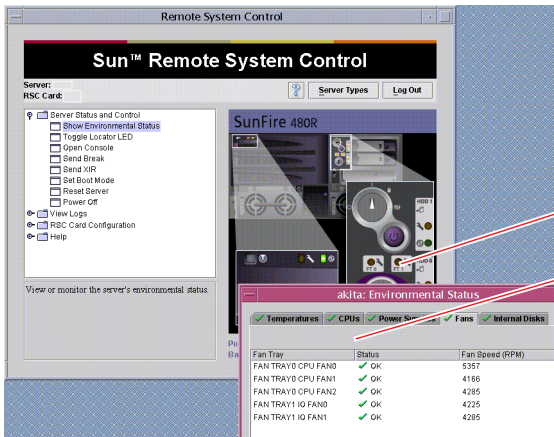 Remote System Control
Sun™ Remote System Control
Server:
RSC Card:
Server Types
Log Out
Server Status and Control
Show Environmental Status
Toggle Locator LED
Open Console
Send Break
Send XIR
Set Boot Mode
Reset Server
Power Off
View Logs
RSC Card Configuration
Help
View or monitor the server's environmental status.
SunFire 480R
HDD 1
FT 0
FT 1
HDD 0
Po
Ba
akita: Environmental Status
Temperatures
CPUs
Power Supplies
Fans
Internal Disks
Fan Tray Status Fan Speed (RPM)
FAN TRAY0 CPU FAN0 OK 5357
FAN TRAY0 CPU FAN1 OK 4166
FAN TRAY0 CPU FAN2 OK 4285
FAN TRAY1 IO FAN0 OK 4225
FAN TRAY1 IO FAN1 OK 4285